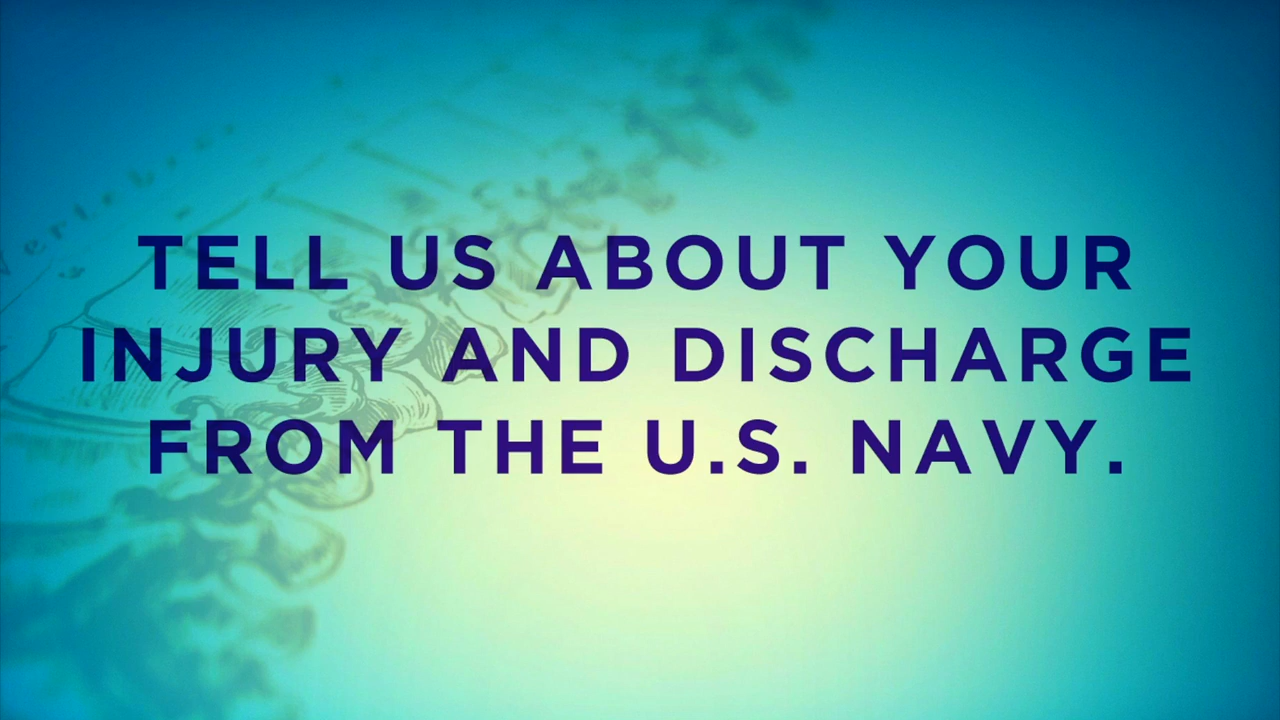 TELL US ABOUT YOUR
INJURY AND DISCHARGE
FROM THE U.S. NAVY.